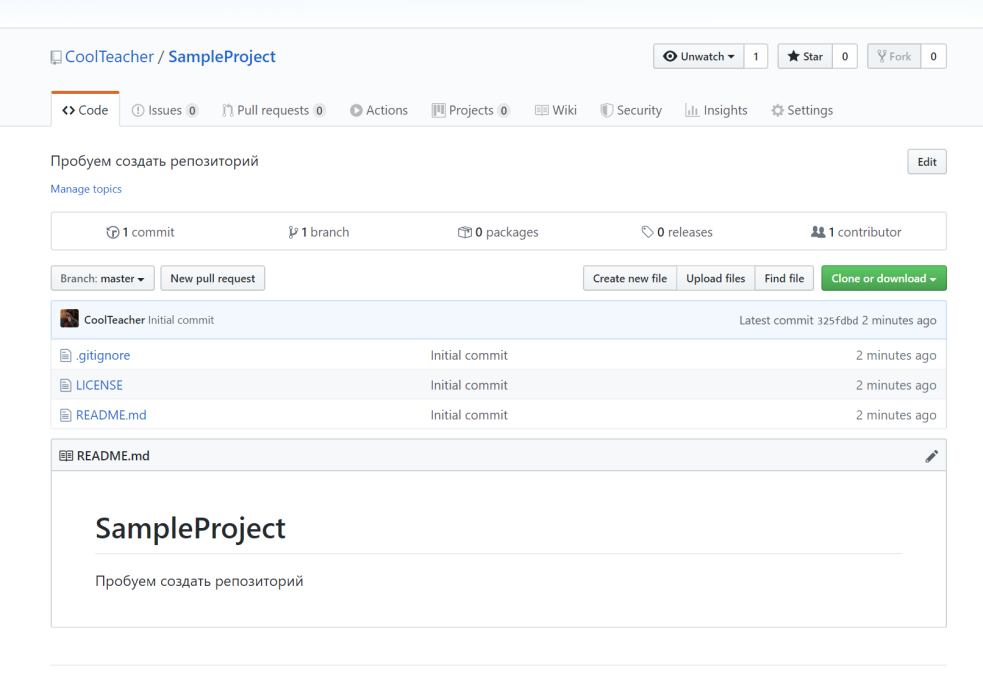 CoolTeacher / SampleProject
Unwatch 1 Star 0 Fork 0
Code Issues 0 Pull requests 0 Actions Projects 0 Wiki Security Insights Settings
Пробуем создать репозиторий
Edit
Manage topics
1 commit 1 branch 0 packages 0 releases 1 contributor
Branch: master New pull request Create new file Upload files Find file Clone or download
CoolTeacher Initial commit Latest commit 325fdbd 2 minutes ago
.gitignore Initial commit 2 minutes ago
LICENSE Initial commit 2 minutes ago
README.md Initial commit 2 minutes ago
README.md
SampleProject
Пробуем создать репозиторий